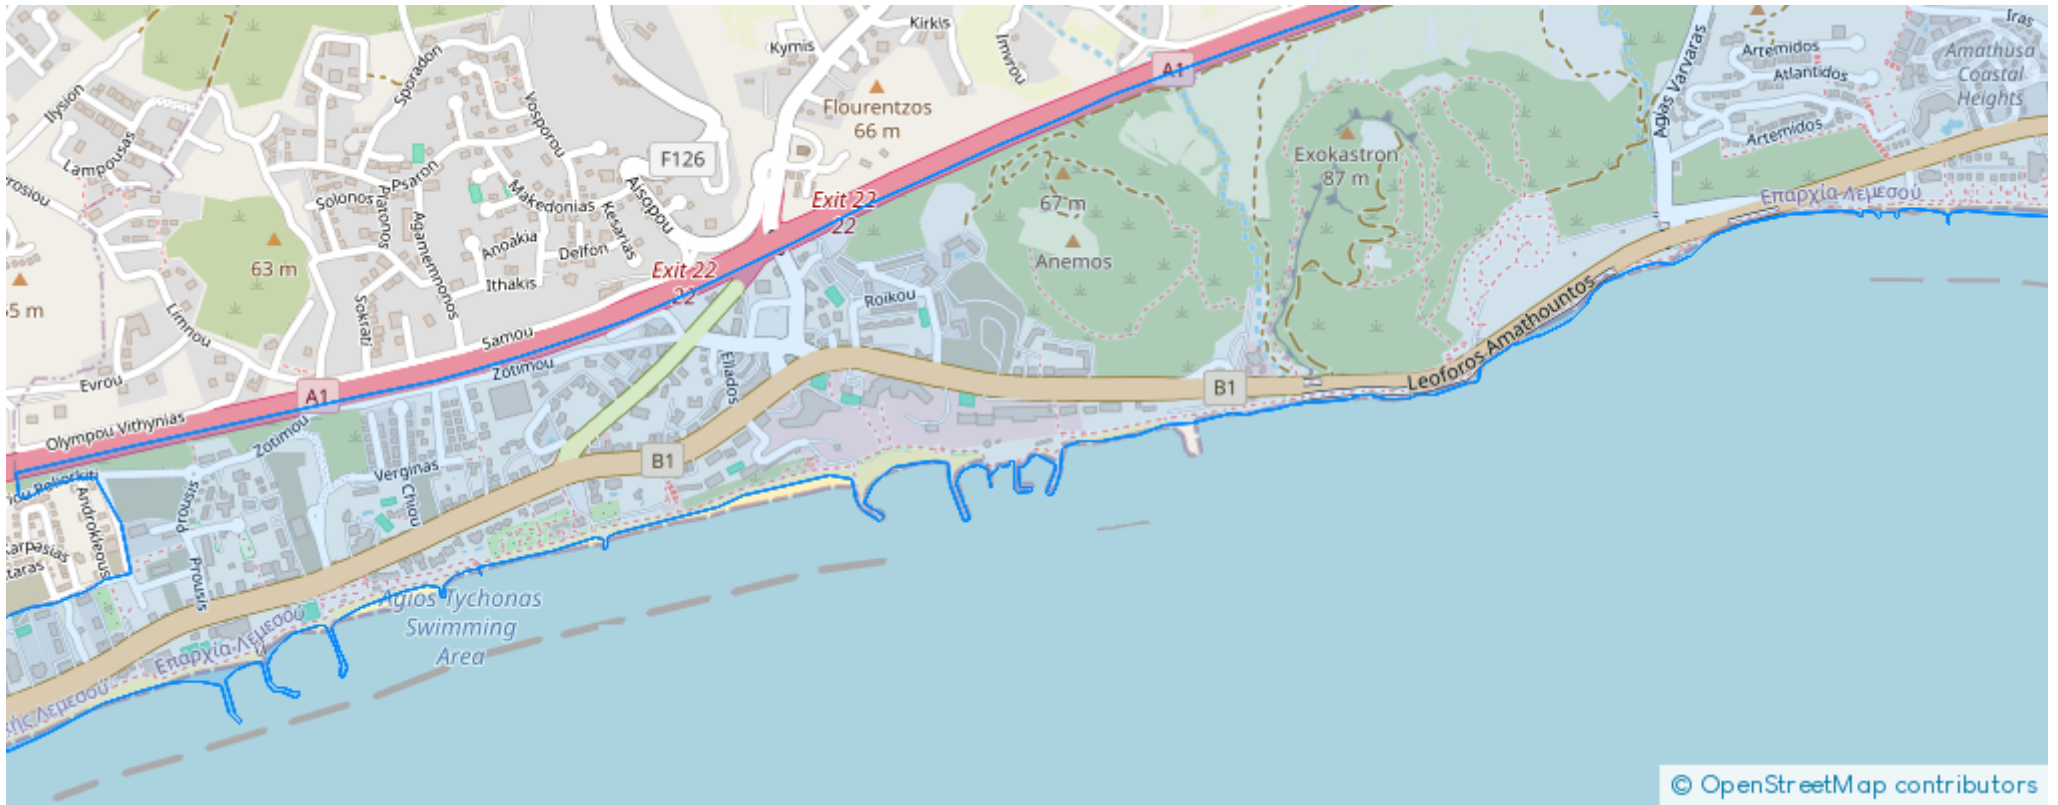 Kirkis
Kymis
Imvrou
A1
Iras
Artemidos
Amathusa
Coastal
Heights
Atlantidos
Artemidos
Agias Varvaras
Sporadon
Ilysion
Vosporou
Flourentzos
66 m
Lampousas
F126
Exokastron
87 m
Psaron
Solonos
Platonos
Makedonias
Aisopou
Kesarias
Exit 22
22
67 m
Επαρχία Λεμεσού
Agamemnonos
Anoakia
Delfon
63 m
Anemos
Exit 22
22
Ithakis
Roikou
Sokrati
Limnou
Samou
Leoforos Amathountos
Zotimou
Eliados
Evrou
A1
B1
Olympou Vithynias
Zotimou
B1
Verginas
Chiou
Prousis
Androkleous
Karpasias
Prousis
Agios Tychonas
Swimming
Area
Επαρχία Λεμεσού
Λεμεσού
© OpenStreetMap contributors